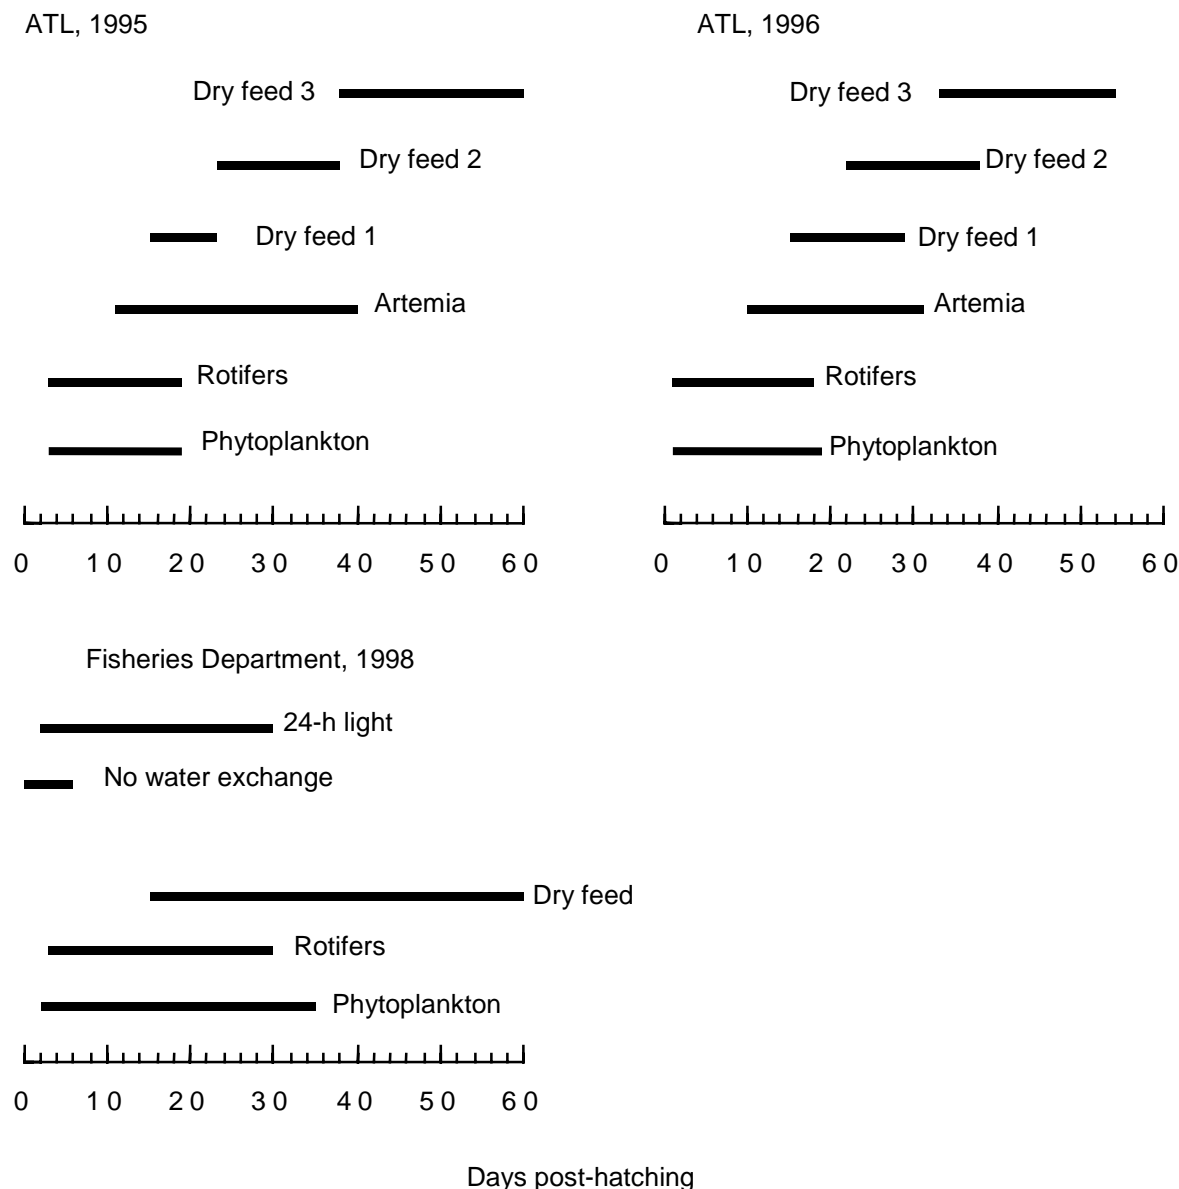 ATL, 1995
Dry feed 3
Dry feed 2
Dry feed 1
Artemia
Rotifers
Phytoplankton
0 10 20 30 40 50 60
ATL, 1996
Dry feed 3
Dry feed 2
Dry feed 1
Artemia
Rotifers
Phytoplankton
0 10 20 30 40 50 60
Fisheries Department, 1998
24-h light
No water exchange
Dry feed
Rotifers
Phytoplankton
0 10 20 30 40 50 60
Days post-hatching